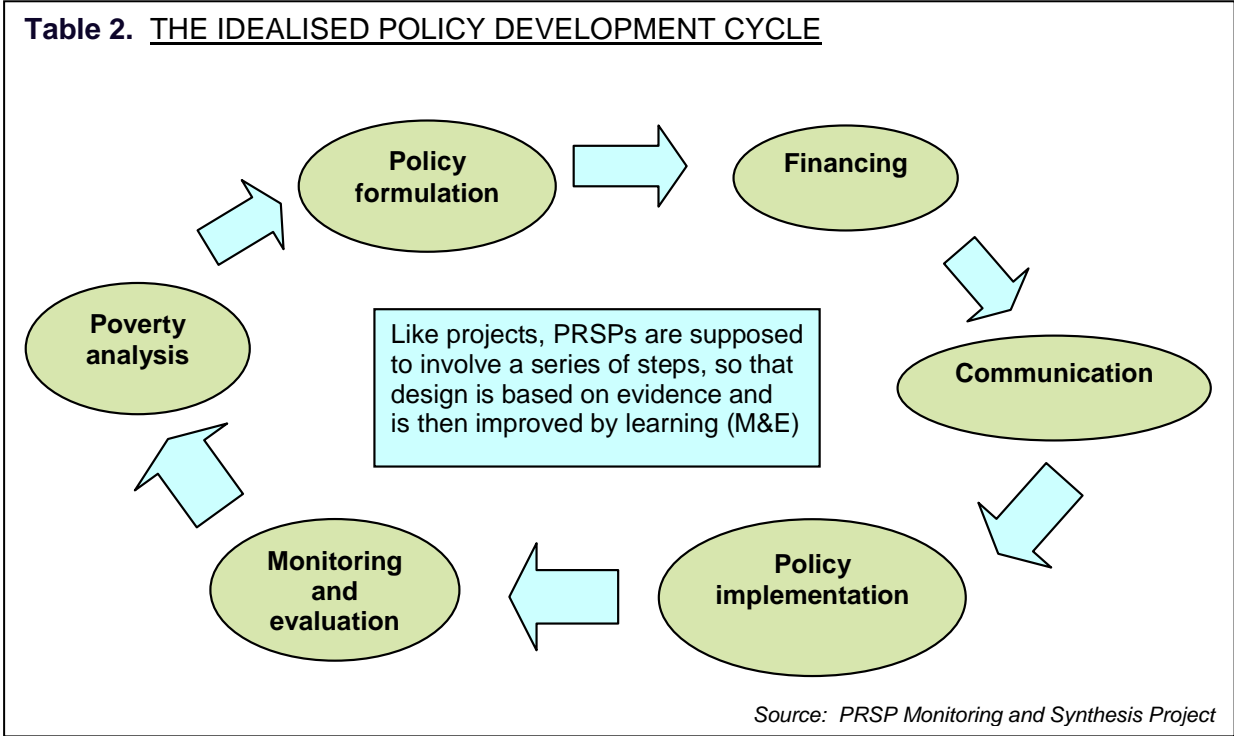 Table 2. THE IDEALISED POLICY DEVELOPMENT CYCLE
Policy
formulation
Financing
Poverty
analysis
Like projects, PRSPs are supposed
to involve a series of steps, so that
design is based on evidence and
is then improved by learning (M&E)
Communication
Monitoring
and
evaluation
Policy
implementation
Source: PRSP Monitoring and Synthesis Project